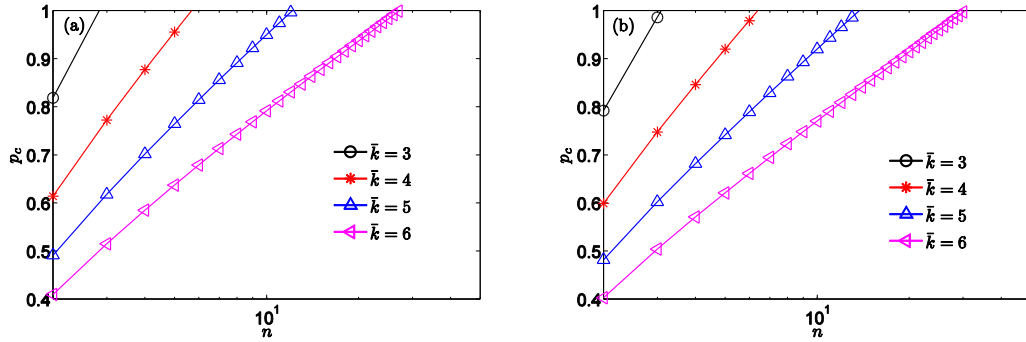 (a)
1
0.9
0.8
0.7
0.6
0.5
0.4
p_c
k̄ = 3
k̄ = 4
k̄ = 5
k̄ = 6
10^1
n
(b)
1
0.9
0.8
0.7
0.6
0.5
0.4
p_c
k̄ = 3
k̄ = 4
k̄ = 5
k̄ = 6
10^1
n